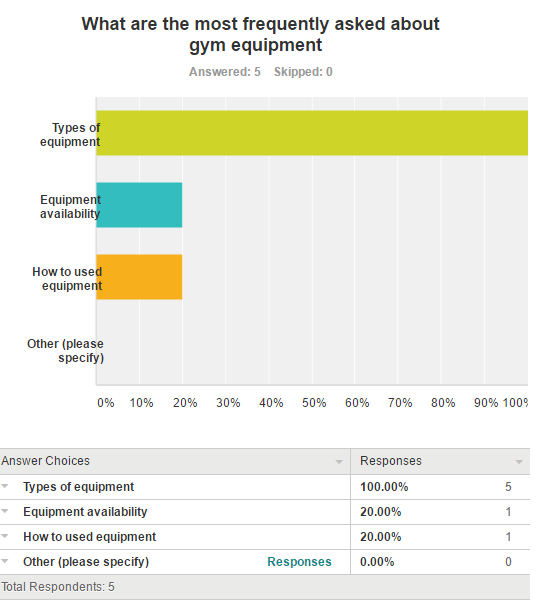 What are the most frequently asked about
gym equipment
Answered: 5 Skipped: 0
Types of
equipment
Equipment
availability
How to used
equipment
Other (please
specify)
0% 10% 20% 30% 40% 50% 60% 70% 80% 90% 100%
Answer Choices Responses
Types of equipment 100.00% 5
Equipment availability 20.00% 1
How to used equipment 20.00% 1
Other (please specify) Responses 0.00% 0
Total Respondents: 5